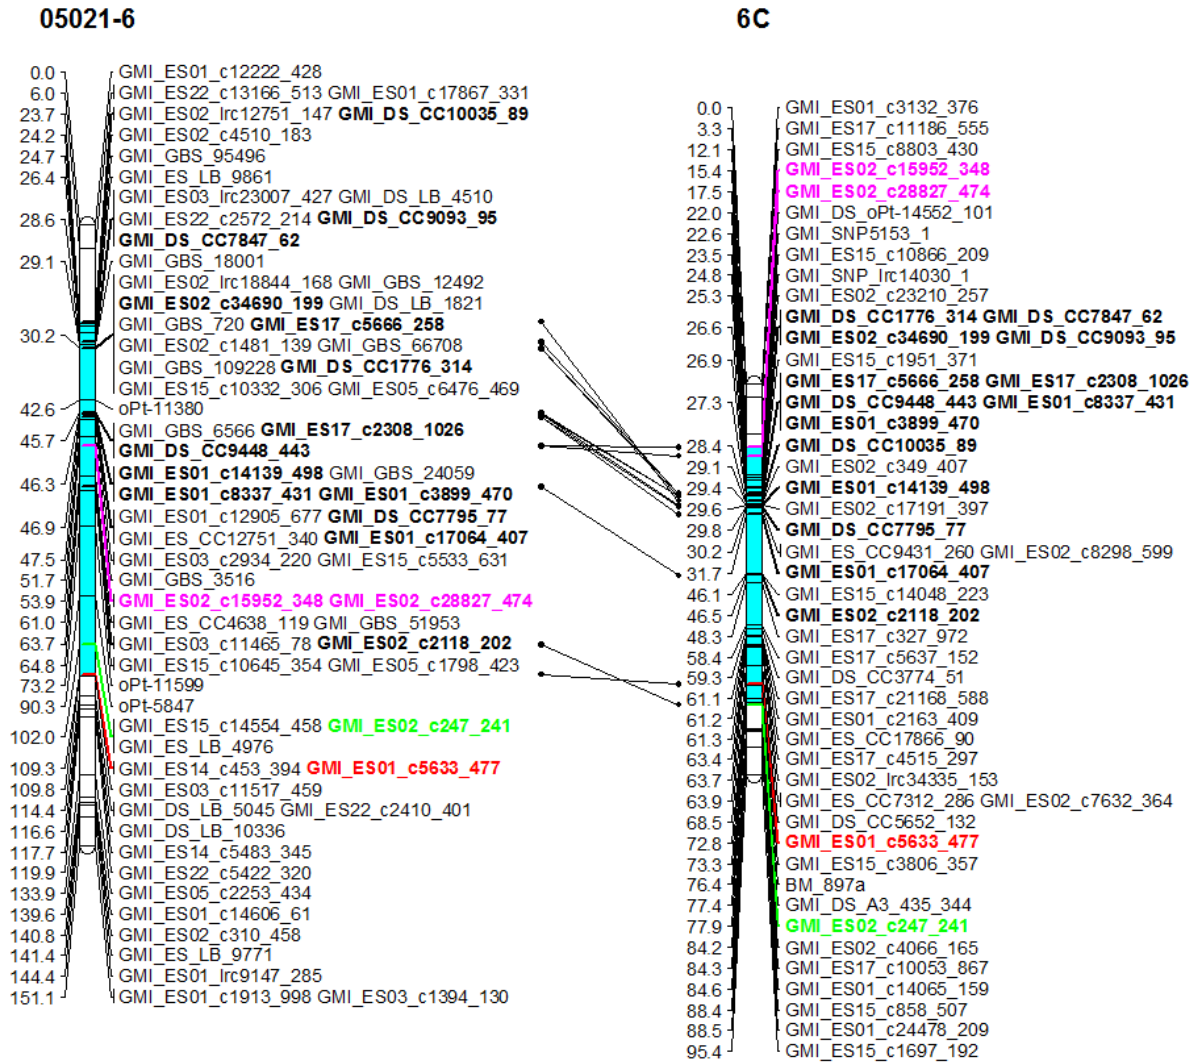 05021-6
0.0 GMI_ES01_c12222_428
6.0 GMI_ES22_c13166_513 GMI_ES01_c17867_331
23.7 GMI_ES02_lrc12751_147 GMI_DS_CC10035_89
24.2 GMI_ES02_c4510_183
24.7 GMI_GBS_95496
26.4 GMI_ES_LB_9861
GMI_ES03_lrc23007_427 GMI_DS_LB_4510
28.6 GMI_ES22_c2572_214 GMI_DS_CC9093_95
GMI_DS_CC7847_62
29.1 GMI_GBS_18001
GMI_ES02_lrc18844_168 GMI_GBS_12492
GMI_ES02_c34690_199 GMI_DS_LB_1821
GMI_GBS_720 GMI_ES17_c5666_258
30.2 GMI_ES02_c1481_139 GMI_GBS_66708
GMI_GBS_109228 GMI_DS_CC1776_314
GMI_ES15_c10332_306 GMI_ES05_c6476_469
42.6 oPt-11380
45.7 GMI_GBS_6566 GMI_ES17_c2308_1026
GMI_DS_CC9448_443
46.3 GMI_ES01_c14139_498 GMI_GBS_24059
GMI_ES01_c8337_431 GMI_ES01_c3899_470
46.9 GMI_ES01_c12905_677 GMI_DS_CC7795_77
GMI_ES_CC12751_340 GMI_ES01_c17064_407
47.5 GMI_ES03_c2934_220 GMI_ES15_c5533_631
51.7 GMI_GBS_3516
53.9 GMI_ES02_c15952_348 GMI_ES02_c28827_474
61.0 GMI_ES_CC4638_119 GMI_GBS_51953
63.7 GMI_ES03_c11465_78 GMI_ES02_c2118_202
64.8 GMI_ES15_c10645_354 GMI_ES05_c1798_423
73.2 oPt-11599
90.3 oPt-5847
102.0 GMI_ES15_c14554_458 GMI_ES02_c247_241
GMI_ES_LB_4976
109.3 GMI_ES14_c453_394 GMI_ES01_c5633_477
109.8 GMI_ES03_c11517_459
114.4 GMI_DS_LB_5045 GMI_ES22_c2410_401
116.6 GMI_DS_LB_10336
117.7 GMI_ES14_c5483_345
119.9 GMI_ES22_c5422_320
133.9 GMI_ES05_c2253_434
139.6 GMI_ES01_c14606_61
140.8 GMI_ES02_c310_458
141.4 GMI_ES_LB_9771
144.4 GMI_ES01_lrc9147_285
151.1 GMI_ES01_c1913_998 GMI_ES03_c1394_130
6C
0.0 GMI_ES01_c3132_376
3.3 GMI_ES17_c11186_555
12.1 GMI_ES15_c8803_430
15.4 GMI_ES02_c15952_348
17.5 GMI_ES02_c28827_474
22.0 GMI_DS_oPt-14552_101
22.6 GMI_SNP5153_1
23.5 GMI_ES15_c10866_209
24.8 GMI_SNP_lrc14030_1
25.3 GMI_ES02_c23210_257
26.6 GMI_DS_CC1776_314 GMI_DS_CC7847_62
GMI_ES02_c34690_199 GMI_DS_CC9093_95
26.9 GMI_ES15_c1951_371
GMI_ES17_c5666_258 GMI_ES17_c2308_1026
27.3 GMI_DS_CC9448_443 GMI_ES01_c8337_431
GMI_ES01_c3899_470
28.4 GMI_DS_CC10035_89
29.1 GMI_ES02_c349_407
29.4 GMI_ES01_c14139_498
29.6 GMI_ES02_c17191_397
29.8 GMI_DS_CC7795_77
30.2 GMI_ES_CC9431_260 GMI_ES02_c8298_599
31.7 GMI_ES01_c17064_407
46.1 GMI_ES15_c14048_223
46.5 GMI_ES02_c2118_202
48.3 GMI_ES17_c327_972
58.4 GMI_ES17_c5637_152
59.3 GMI_DS_CC3774_51
61.1 GMI_ES17_c21168_588
61.2 GMI_ES01_c2163_409
61.3 GMI_ES_CC17866_90
63.4 GMI_ES17_c4515_297
63.7 GMI_ES02_lrc34335_153
63.9 GMI_ES_CC7312_286 GMI_ES02_c7632_364
68.5 GMI_DS_CC5652_132
72.8 GMI_ES01_c5633_477
73.3 GMI_ES15_c3806_357
76.4 BM_897a
77.4 GMI_DS_A3_435_344
77.9 GMI_ES02_c247_241
84.2 GMI_ES02_c4066_165
84.3 GMI_ES17_c10053_867
84.6 GMI_ES01_c14065_159
88.4 GMI_ES15_c858_507
88.5 GMI_ES01_c24478_209
95.4 GMI_ES15_c1697_192